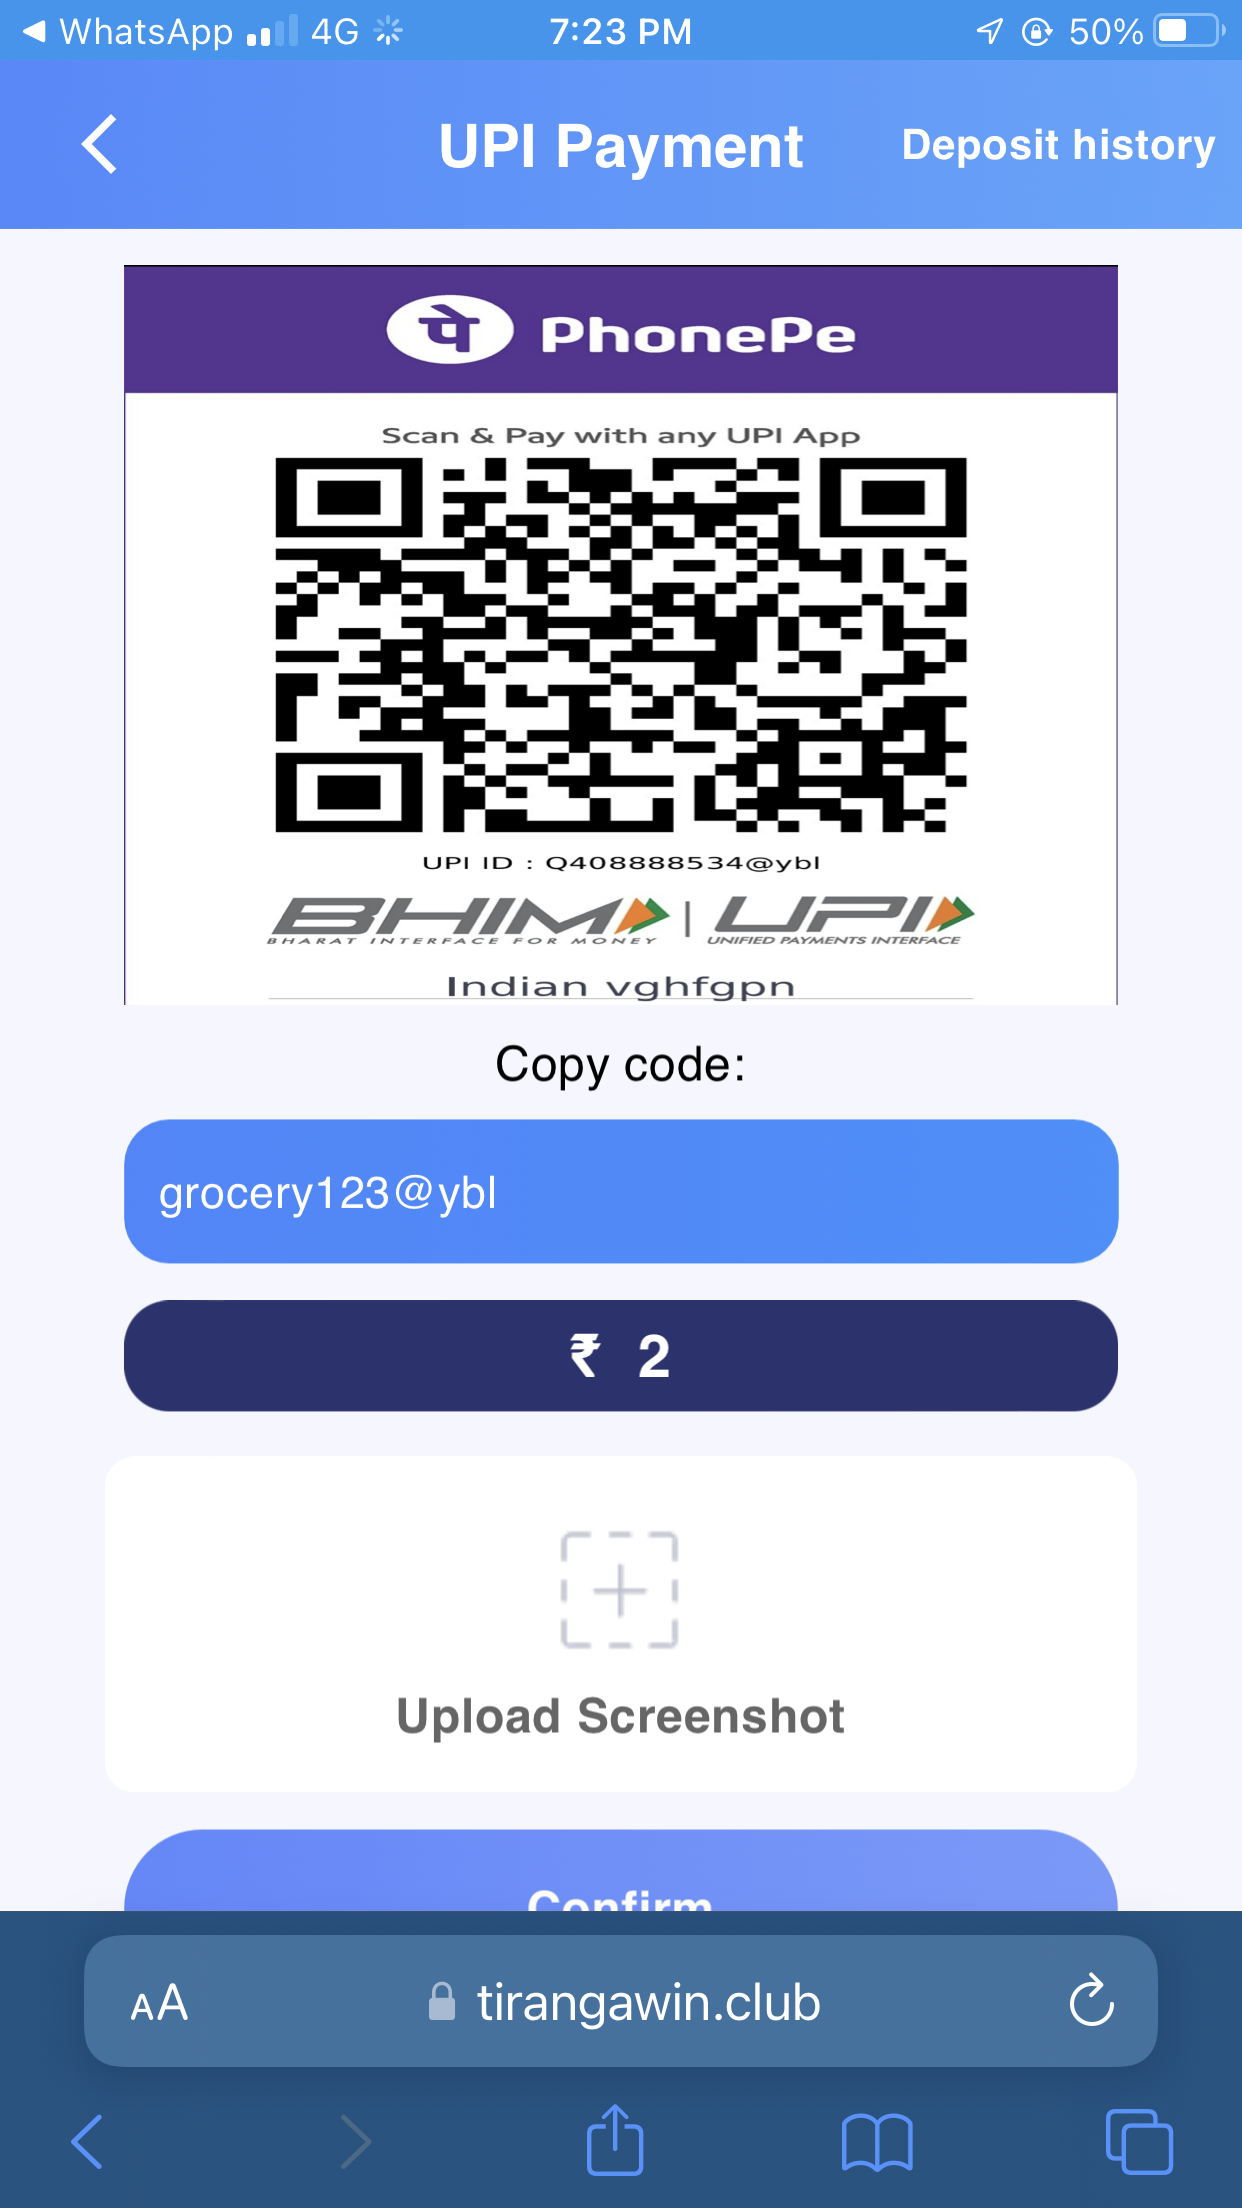 WhatsApp 4G 7:23 PM 50%
UPI Payment Deposit history
पे PhonePe
Scan & Pay with any UPI App
UPI ID : Q408888534@ybl
BHIM | UPI
BHARAT INTERFACE FOR MONEY UNIFIED PAYMENTS INTERFACE
Indian vghfgpn
Copy code:
grocery123@ybl
₹ 2
Upload Screenshot
Confirm
AA tirangawin.club